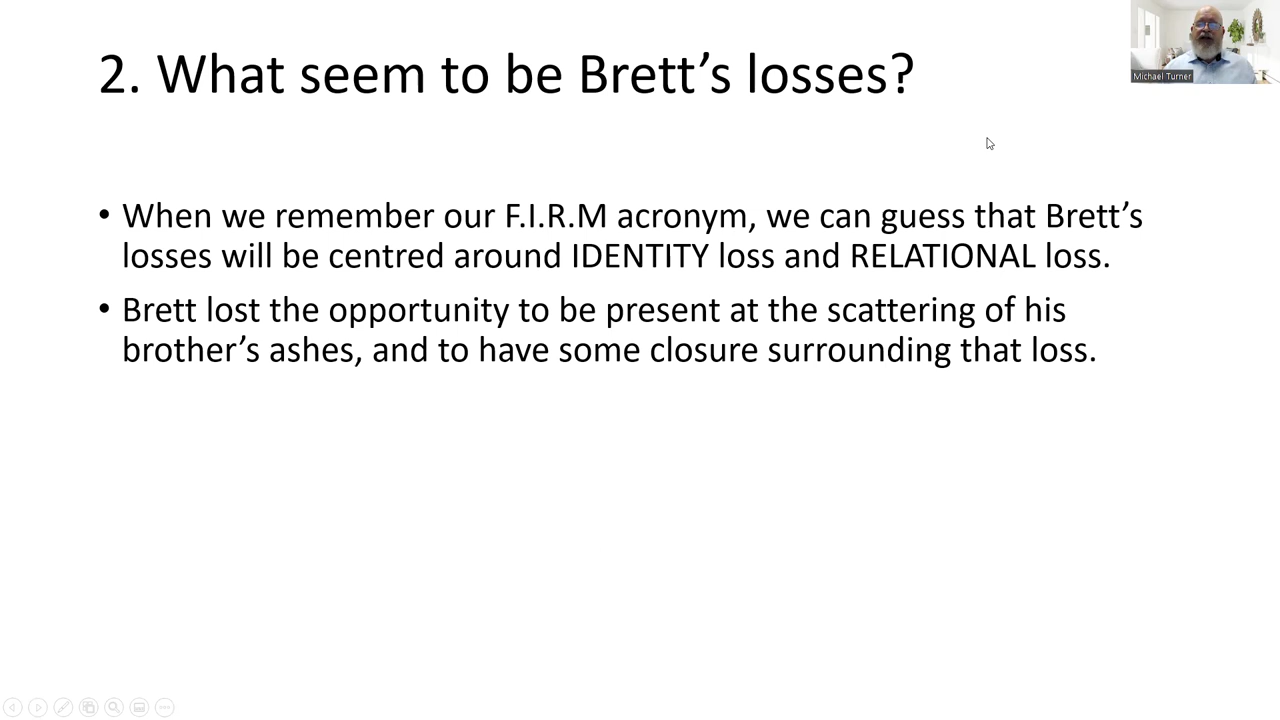 2. What seem to be Brett’s losses?
Michael Turner
• When we remember our F.I.R.M acronym, we can guess that Brett’s
losses will be centred around IDENTITY loss and RELATIONAL loss.
• Brett lost the opportunity to be present at the scattering of his
brother’s ashes, and to have some closure surrounding that loss.